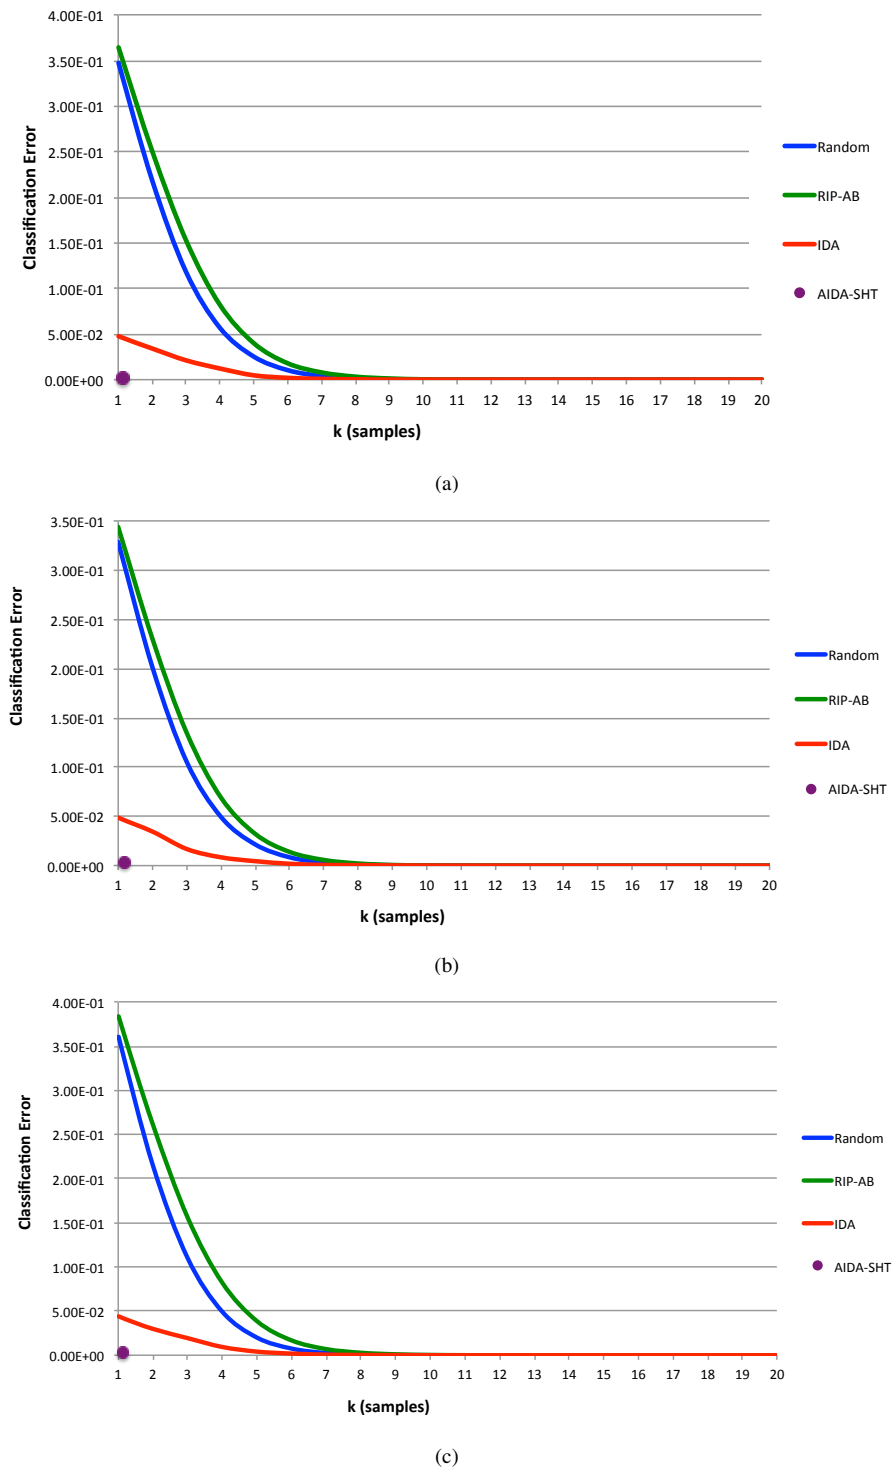 4.00E-01
3.50E-01
3.00E-01
2.50E-01
2.00E-01
1.50E-01
1.00E-01
5.00E-02
0.00E+00
Classification Error
1 2 3 4 5 6 7 8 9 10 11 12 13 14 15 16 17 18 19 20
k (samples)
Random
RIP-AB
IDA
AIDA-SHT
(a)
3.50E-01
3.00E-01
2.50E-01
2.00E-01
1.50E-01
1.00E-01
5.00E-02
0.00E+00
Classification Error
1 2 3 4 5 6 7 8 9 10 11 12 13 14 15 16 17 18 19 20
k (samples)
Random
RIP-AB
IDA
AIDA-SHT
(b)
4.00E-01
3.50E-01
3.00E-01
2.50E-01
2.00E-01
1.50E-01
1.00E-01
5.00E-02
0.00E+00
Classification Error
1 2 3 4 5 6 7 8 9 10 11 12 13 14 15 16 17 18 19 20
k (samples)
Random
RIP-AB
IDA
AIDA-SHT
(c)